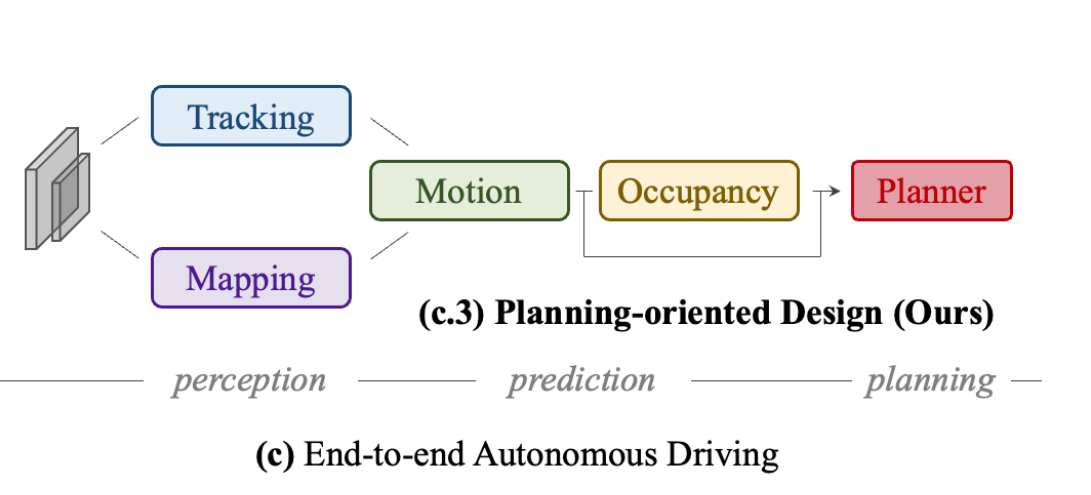 Tracking
Motion
Occupancy
Planner
Mapping
(c.3) Planning-oriented Design (Ours)
perception
prediction
planning
(c) End-to-end Autonomous Driving